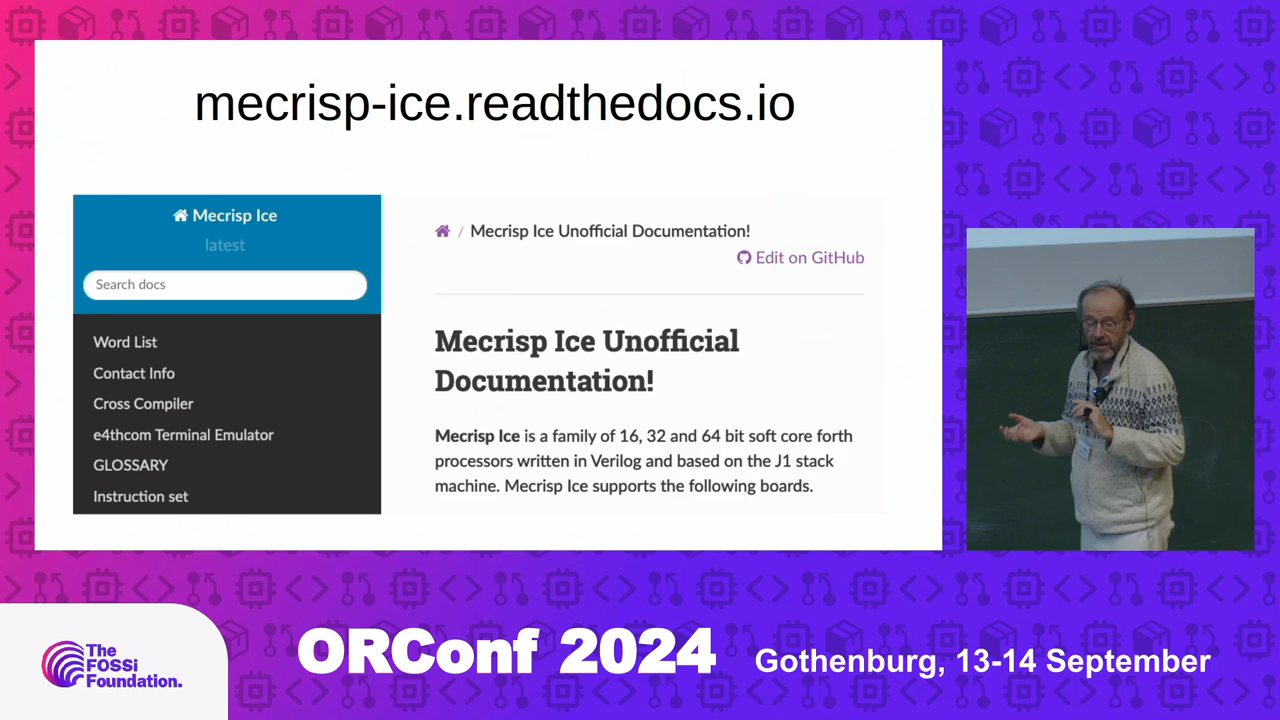 mecrisp-ice.readthedocs.io
Mecrisp Ice
latest
Search docs
Word List
Contact Info
Cross Compiler
e4thcom Terminal Emulator
GLOSSARY
Instruction set
/ Mecrisp Ice Unofficial Documentation!
Edit on GitHub
Mecrisp Ice Unofficial
Documentation!
Mecrisp Ice is a family of 16, 32 and 64 bit soft core forth
processors written in Verilog and based on the J1 stack
machine. Mecrisp Ice supports the following boards.
The
FOSSi
Foundation.
ORConf 2024
Gothenburg, 13-14 September